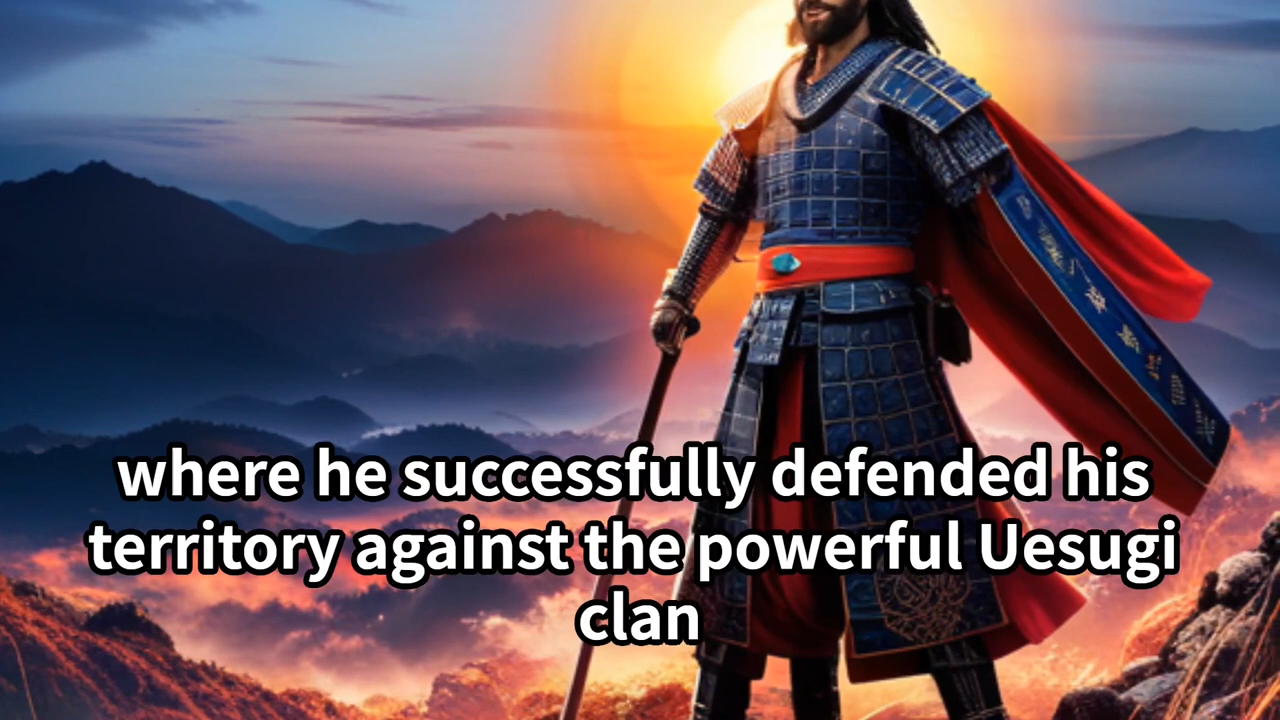 where he successfully defended his
territory against the powerful Uesugi
clan